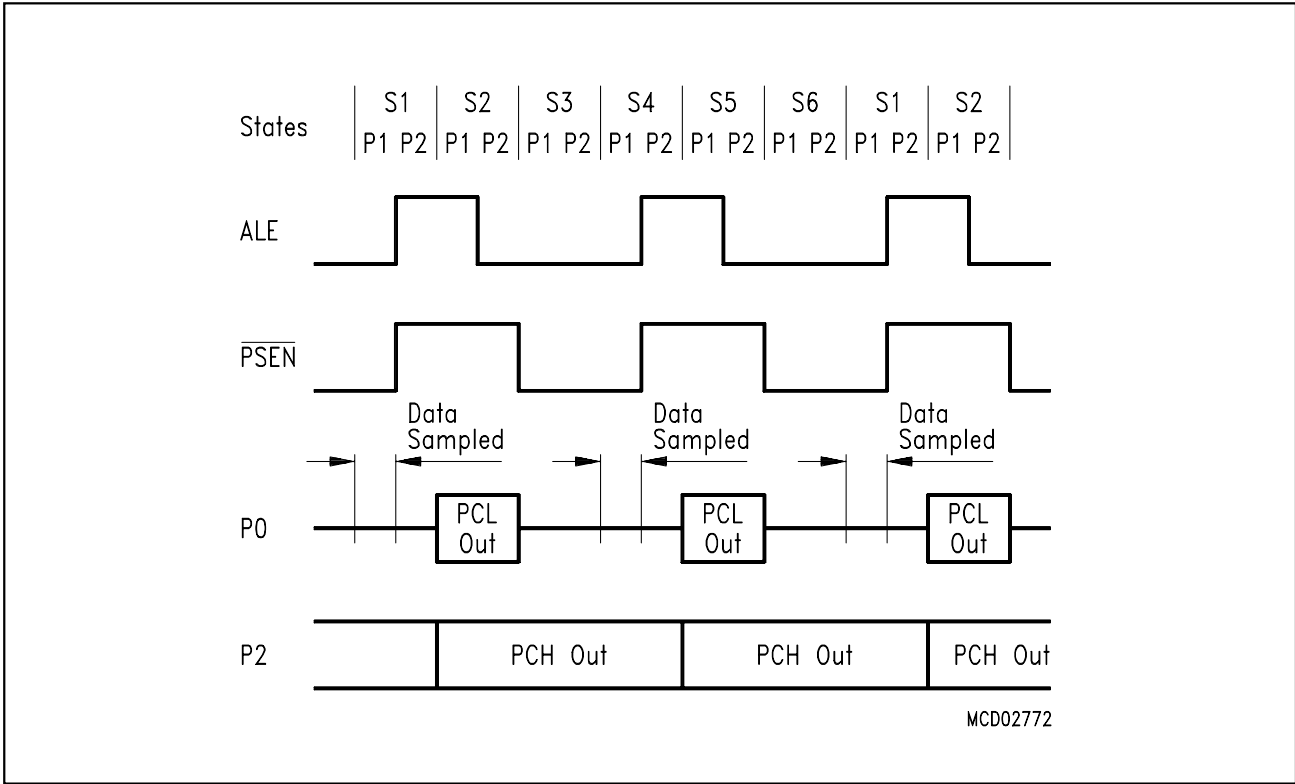 States
S1 S2 S3 S4 S5 S6 S1 S2
P1 P2 P1 P2 P1 P2 P1 P2 P1 P2 P1 P2 P1 P2 P1 P2
ALE
PSEN
Data Sampled
Data Sampled
Data Sampled
P0
PCL Out
PCL Out
PCL Out
P2
PCH Out
PCH Out
PCH Out
MCD02772